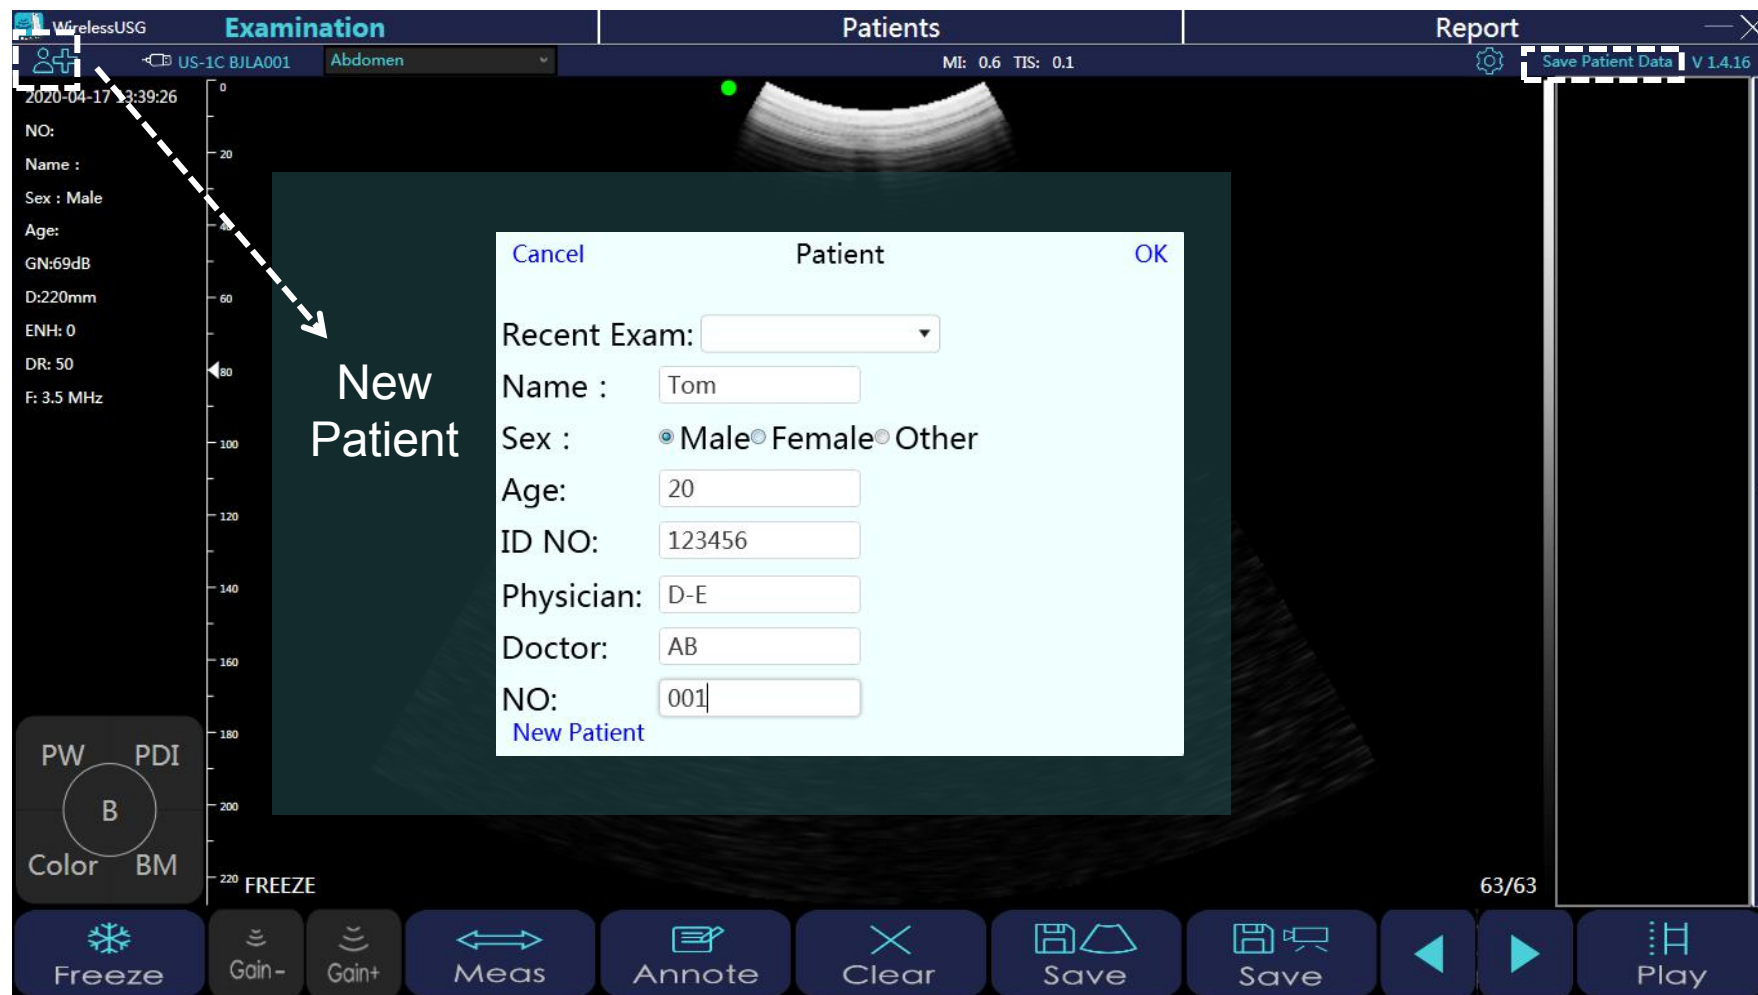 WirelessUSG Examination Patients Report
US-1C BJLA001 Abdomen MI: 0.6 TIS: 0.1 Save Patient Data V 1.4.16
2020-04-17 13:39:26
NO:
Name :
Sex : Male
Age:
GN:69dB
D:220mm
ENH: 0
DR: 50
F: 3.5 MHz
0
20
40
60
80
100
120
140
160
180
200
220
New
Patient
Cancel Patient OK
Recent Exam:
Name : Tom
Sex : Male Female Other
Age: 20
ID NO: 123456
Physician: D-E
Doctor: AB
NO: 001
New Patient
PW PDI
B
Color BM
FREEZE 63/63
Freeze Gain- Gain+ Meas Annote Clear Save Save Play